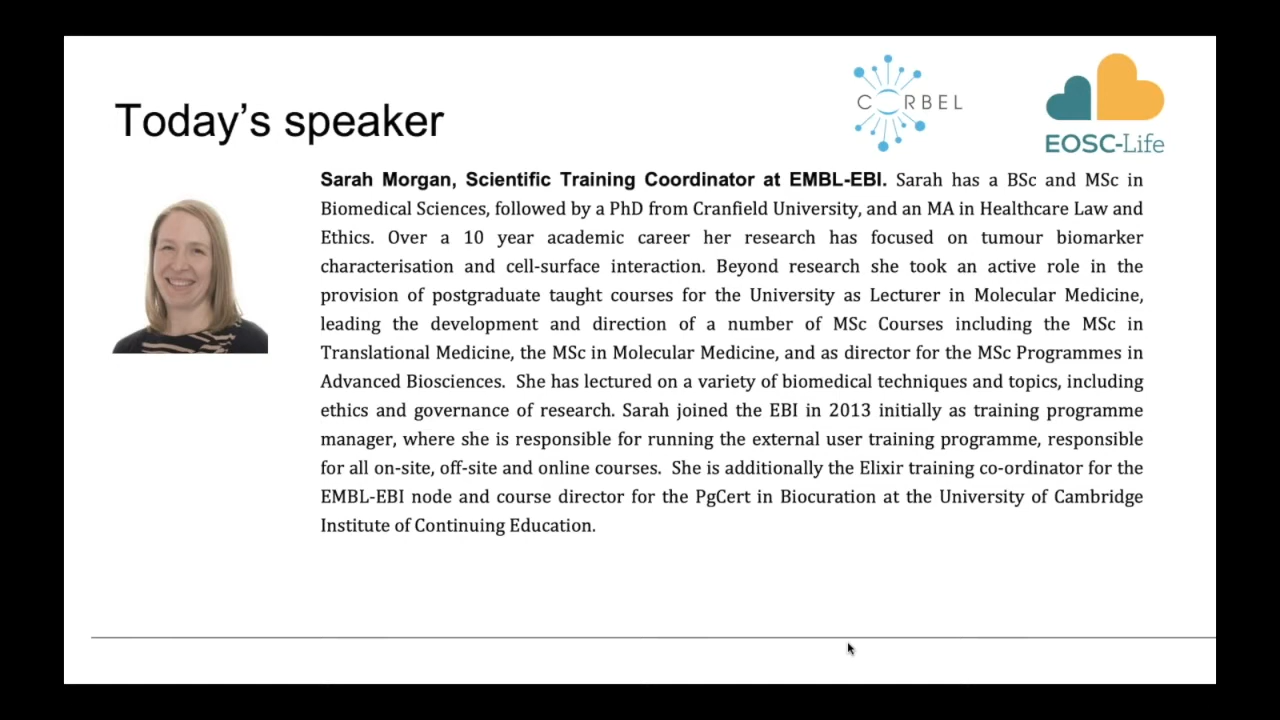 Today's speaker
CORBEL
EOSC-Life
Sarah Morgan, Scientific Training Coordinator at EMBL-EBI. Sarah has a BSc and MSc in
Biomedical Sciences, followed by a PhD from Cranfield University, and an MA in Healthcare Law and
Ethics. Over a 10 year academic career her research has focused on tumour biomarker
characterisation and cell-surface interaction. Beyond research she took an active role in the
provision of postgraduate taught courses for the University as Lecturer in Molecular Medicine,
leading the development and direction of a number of MSc Courses including the MSc in
Translational Medicine, the MSc in Molecular Medicine, and as director for the MSc Programmes in
Advanced Biosciences. She has lectured on a variety of biomedical techniques and topics, including
ethics and governance of research. Sarah joined the EBI in 2013 initially as training programme
manager, where she is responsible for running the external user training programme, responsible
for all on-site, off-site and online courses. She is additionally the Elixir training co-ordinator for the
EMBL-EBI node and course director for the PgCert in Biocuration at the University of Cambridge
Institute of Continuing Education.